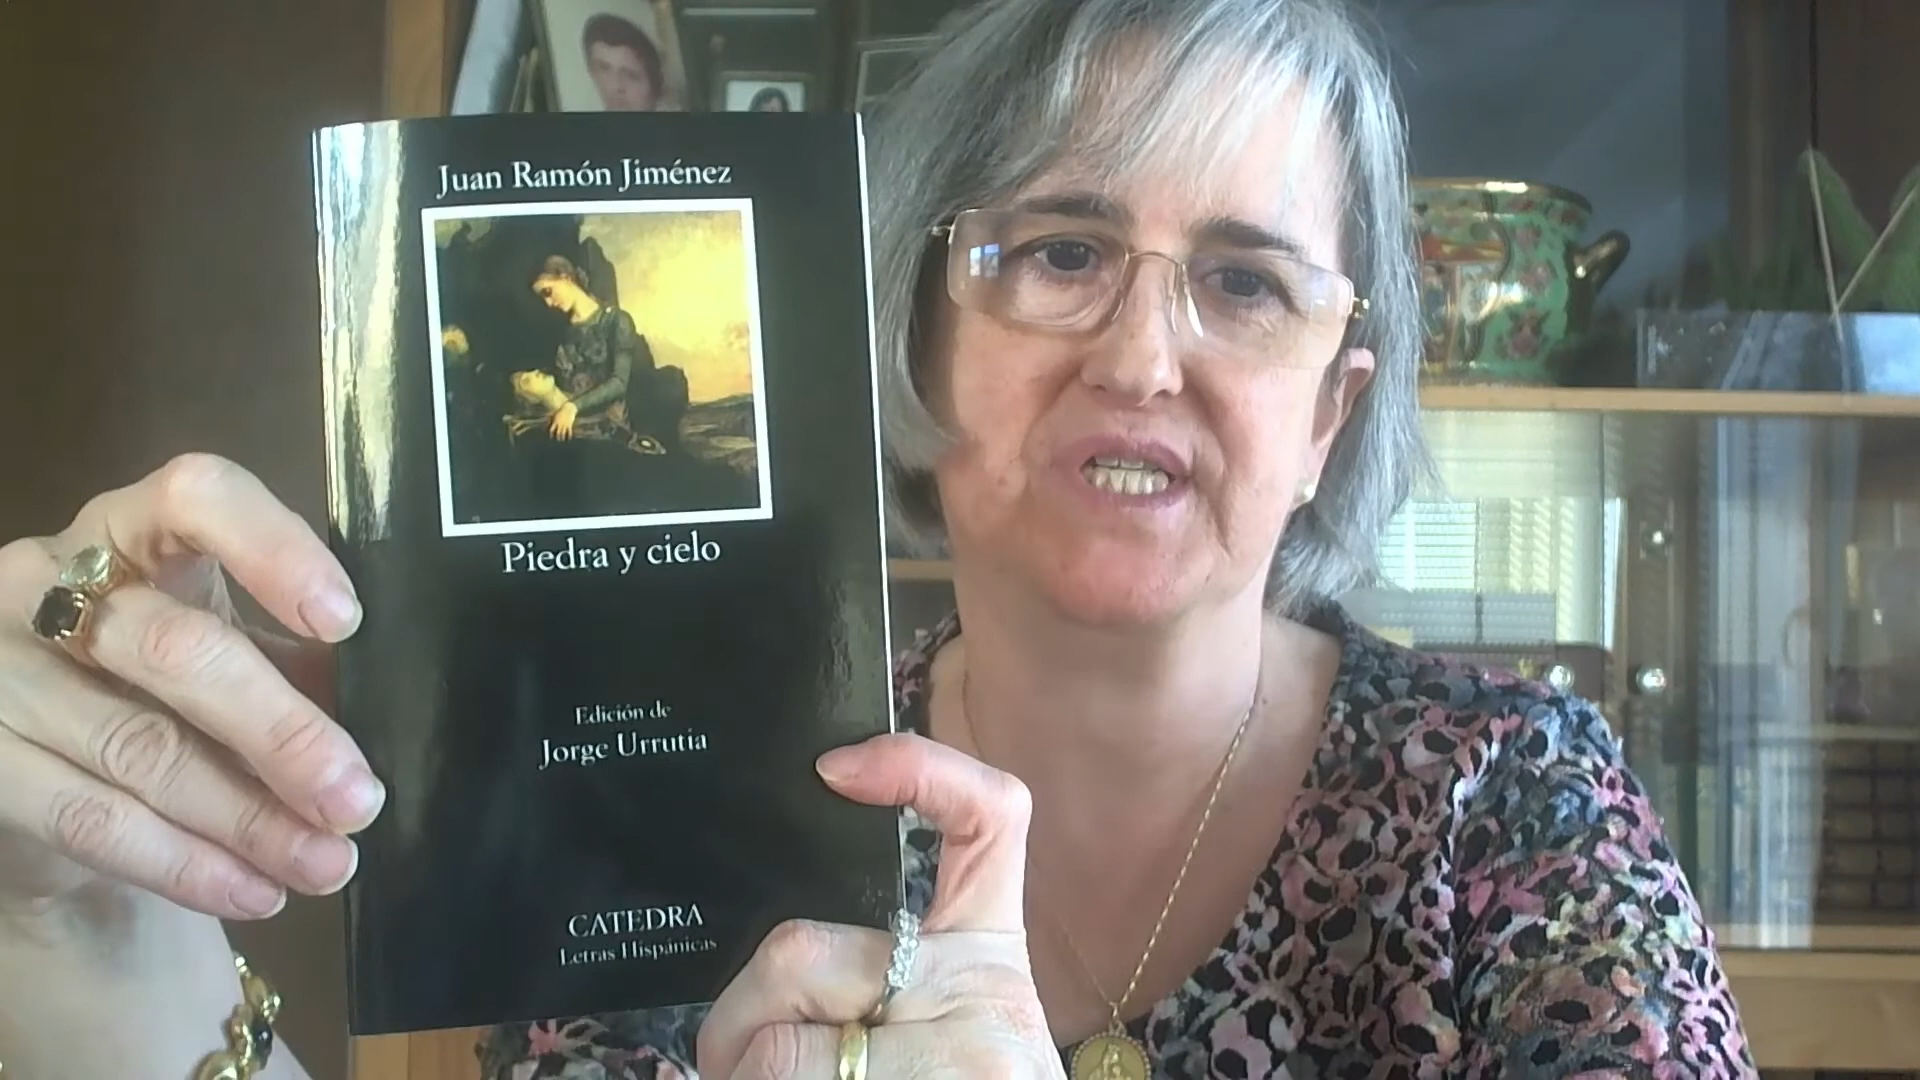 Juan Ramón Jiménez
Piedra y cielo
Edición de
Jorge Urrutia
CATEDRA
Letras Hispánicas